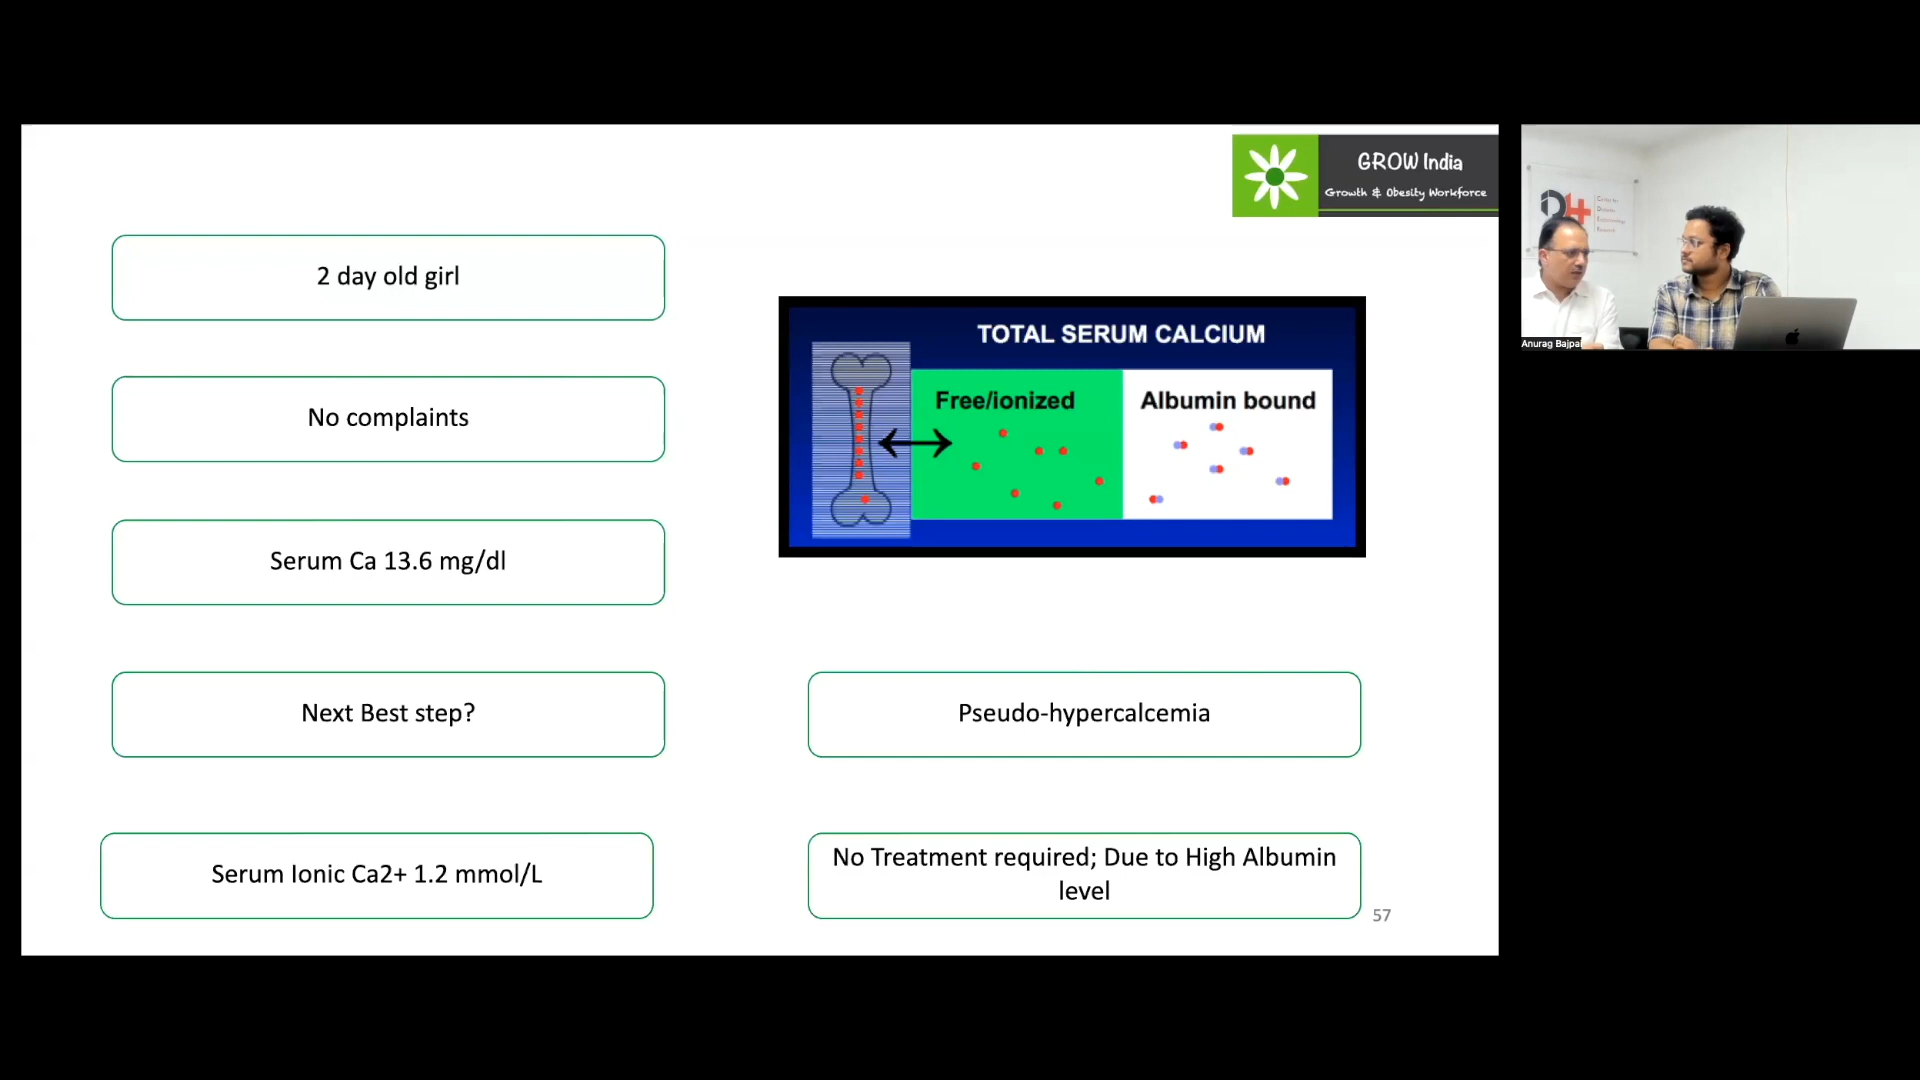 GROW India
Growth & Obesity Workforce
2 day old girl
No complaints
Serum Ca 13.6 mg/dl
Next Best step?
Serum Ionic Ca2+ 1.2 mmol/L
TOTAL SERUM CALCIUM
Free/ionized
Albumin bound
Pseudo-hypercalcemia
No Treatment required; Due to High Albumin
level
57
Anurag Bajpai